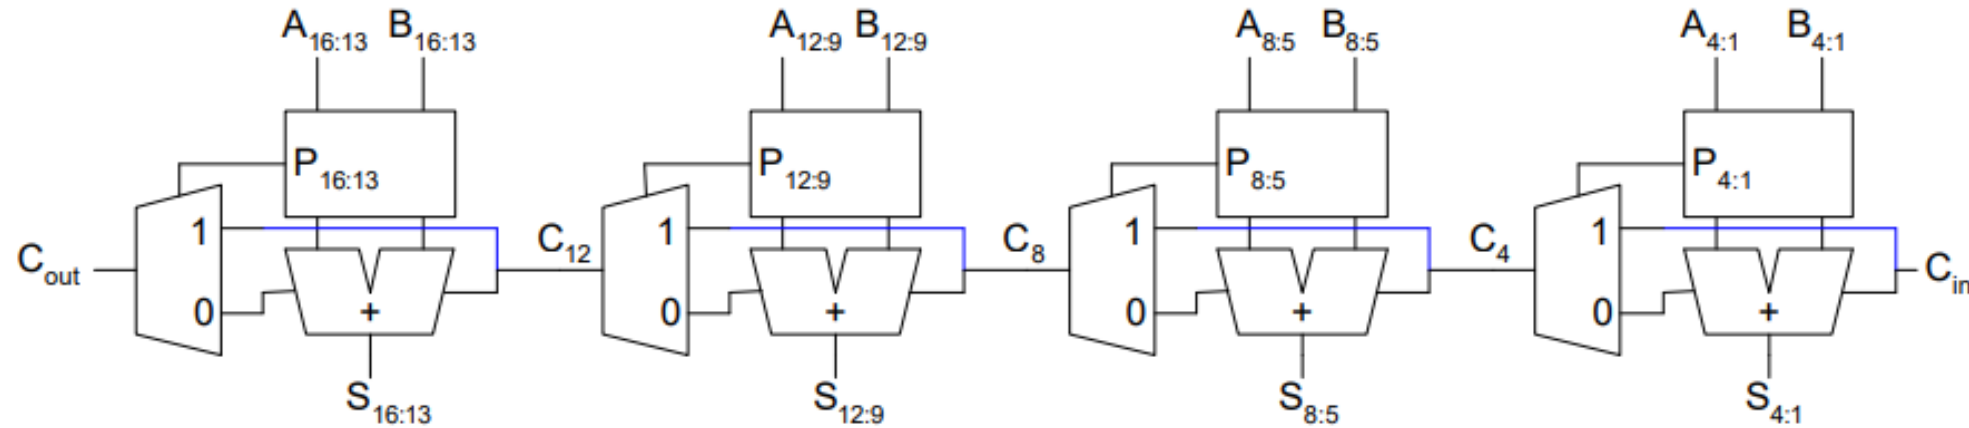 A16:13 B16:13 A12:9 B12:9 A8:5 B8:5 A4:1 B4:1
P16:13 P12:9 P8:5 P4:1
1 1 1 1
Cout C12 C8 C4 Cin
0 + 0 + 0 + 0 +
S16:13 S12:9 S8:5 S4:1